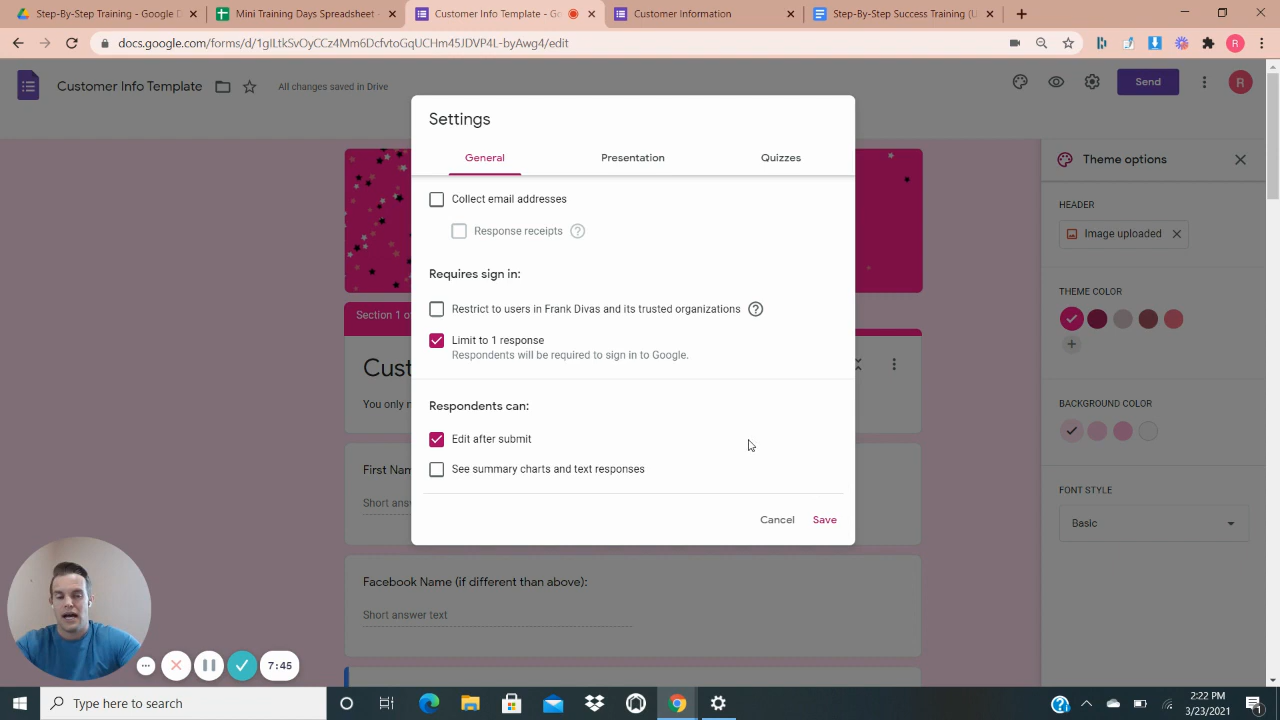 Step-By-Step Training - Google D
Mini Training Days Spreadsheet -
Customer Info Template - Go
Customer Information
Step-By-Step Success Training (U
docs.google.com/forms/d/1gILtkSvOyCCz4Mm6DcfvtoGqUCHm45JDVP4L-byAwg4/edit
R
Customer Info Template
All changes saved in Drive
Send
R
Settings
General
Presentation
Quizzes
Collect email addresses
Response receipts
Requires sign in:
Restrict to users in Frank Divas and its trusted organizations
Limit to 1 response
Respondents will be required to sign in to Google.
Respondents can:
Edit after submit
See summary charts and text responses
Cancel
Save
Section 1 o
Cust
You only n
First Nam
Short ans
Facebook Name (if different than above):
Short answer text
Theme options
HEADER
Image uploaded
THEME COLOR
BACKGROUND COLOR
FONT STYLE
Basic
7:45
Type here to search
2:22 PM
3/23/2021
1